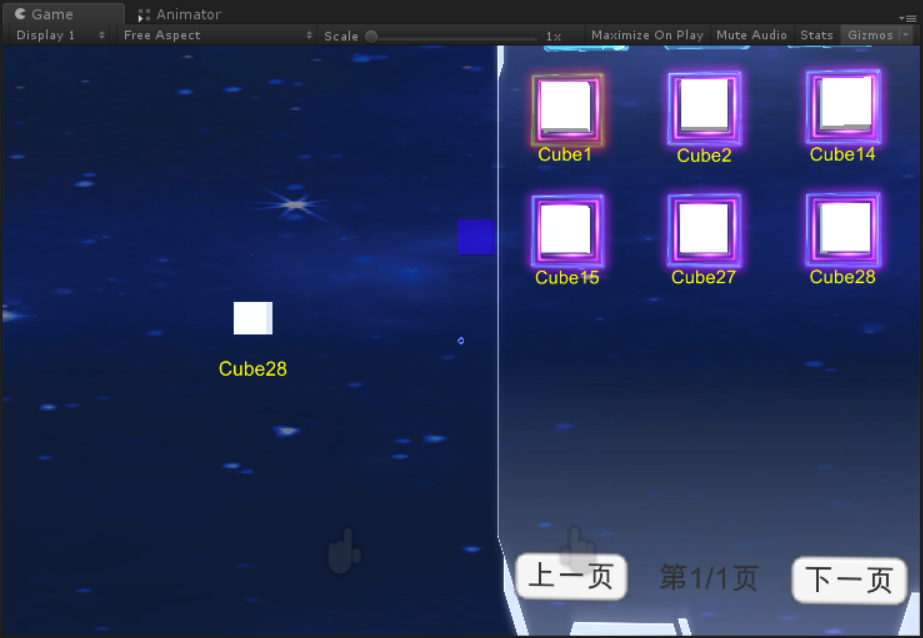 Game Animator
Display 1 Free Aspect Scale 1x Maximize On Play Mute Audio Stats Gizmos
Cube1 Cube2 Cube14
Cube15 Cube27 Cube28
Cube28
上一页 第1/1页 下一页